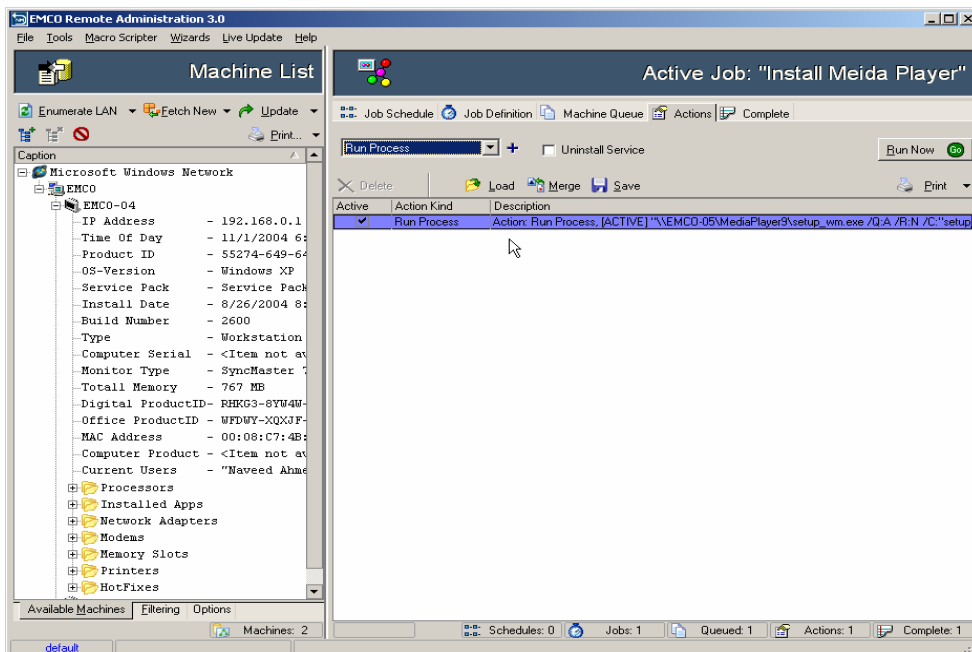 EMCO Remote Administration 3.0
File Tools Macro Scripter Wizards Live Update Help
Machine List
Active Job: "Install Meida Player"
Enumerate LAN Fetch New Update
Print...
Job Schedule Job Definition Machine Queue Actions Complete
Run Process Uninstall Service Run Now Go
Delete Load Merge Save Print
Caption
Active Action Kind Description
Run Process Action: Run Process, [ACTIVE] "\\EMCO-05\MediaPlayer9\setup_wm.exe /Q:A /R:N /C:"setup_
Microsoft Windows Network
EMCO
EMCO-04
IP Address - 192.168.0.1
Time Of Day - 11/1/2004 6:
Product ID - 55274-649-64
OS-Version - Windows XP
Service Pack - Service Pack
Install Date - 8/26/2004 8:
Build Number - 2600
Type - Workstation
Computer Serial - <Item not av
Monitor Type - SyncMaster 7
Totall Memory - 767 MB
Digital ProductID- RHKG3-8YW4W-
Office ProductID - WFDWY-XQXJF-
MAC Address - 00:08:C7:4B:
Computer Product - <Item not av
Current Users - "Naveed Ahme
Processors
Installed Apps
Network Adapters
Modems
Memory Slots
Printers
HotFixes
Available Machines Filtering Options
Machines: 2
Schedules: 0 Jobs: 1 Queued: 1 Actions: 1 Complete: 1
default